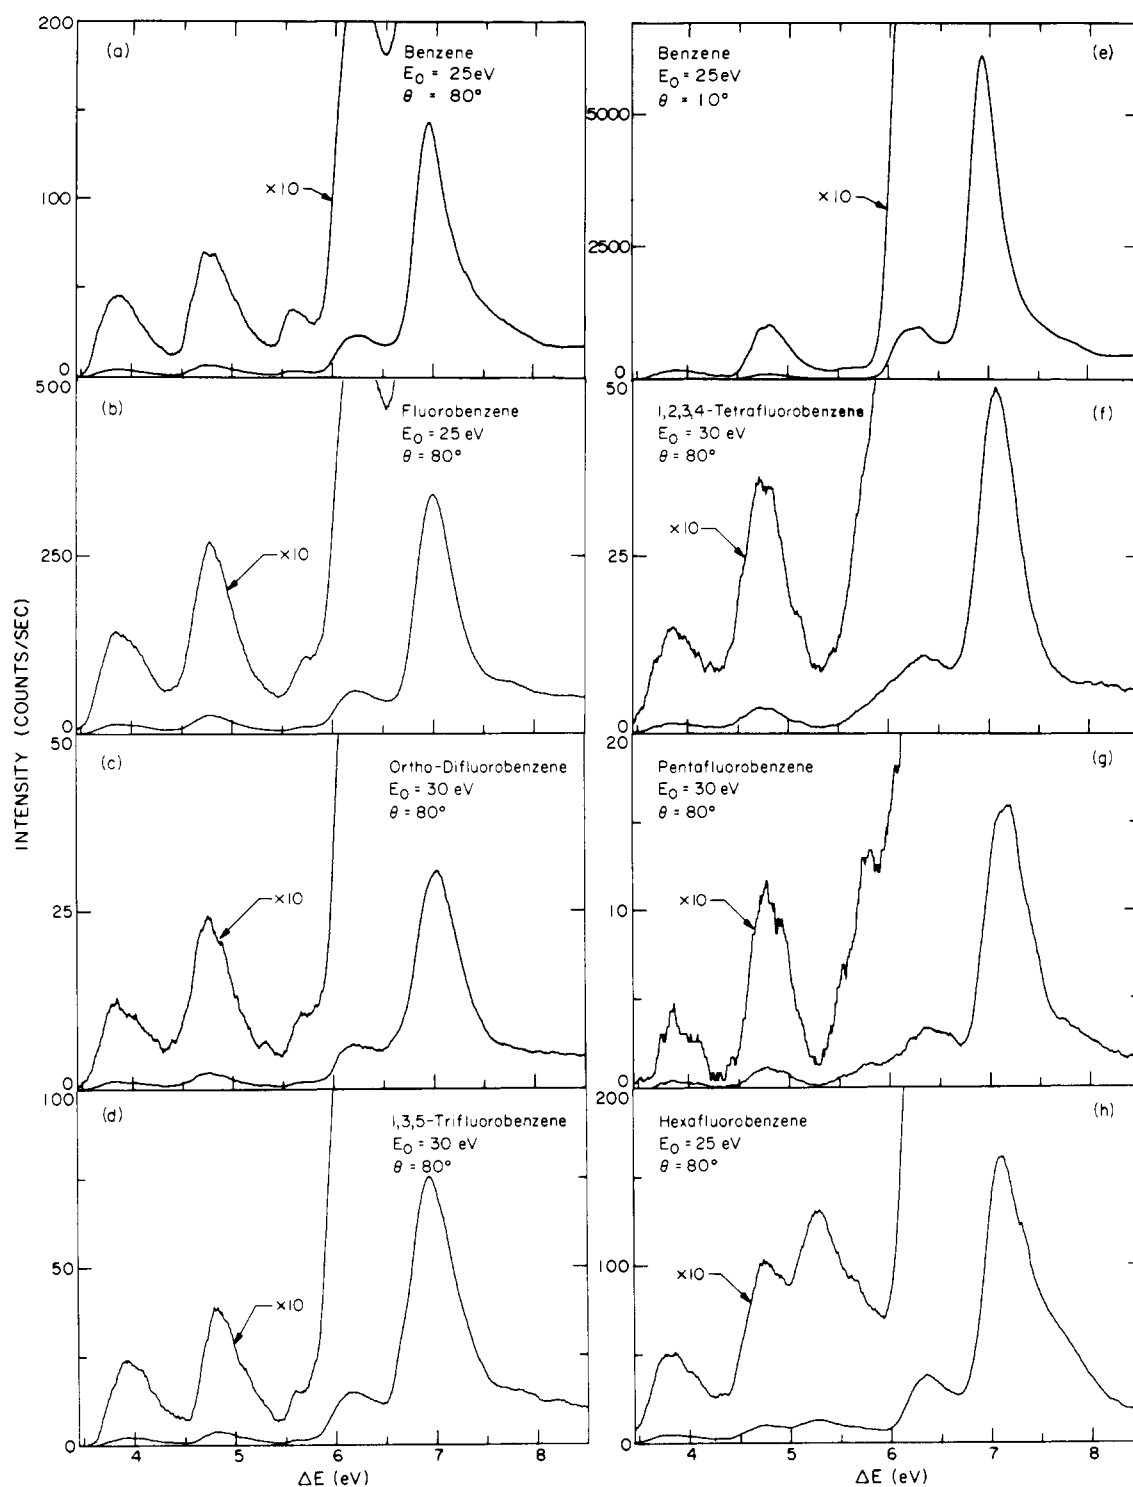 INTENSITY (COUNTS/SEC)
200
150
100
50
0
(a)
Benzene
E₀ = 25eV
θ = 80°
×10
500
250
0
(b)
Fluorobenzene
E₀ = 25 eV
θ = 80°
×10
50
25
0
(c)
Ortho-Difluorobenzene
E₀ = 30 eV
θ = 80°
×10
100
50
0
(d)
1,3,5-Trifluorobenzene
E₀ = 30 eV
θ = 80°
×10
4 5 6 7 8
ΔE (eV)
5000
2500
0
(e)
Benzene
E₀ = 25eV
θ = 10°
×10
50
25
0
(f)
1,2,3,4-Tetrafluorobenzene
E₀ = 30 eV
θ = 80°
×10
20
10
0
(g)
Pentafluorobenzene
E₀ = 30 eV
θ = 80°
×10
200
100
0
(h)
Hexafluorobenzene
E₀ = 25 eV
θ = 80°
×10
4 5 6 7 8
ΔE (eV)